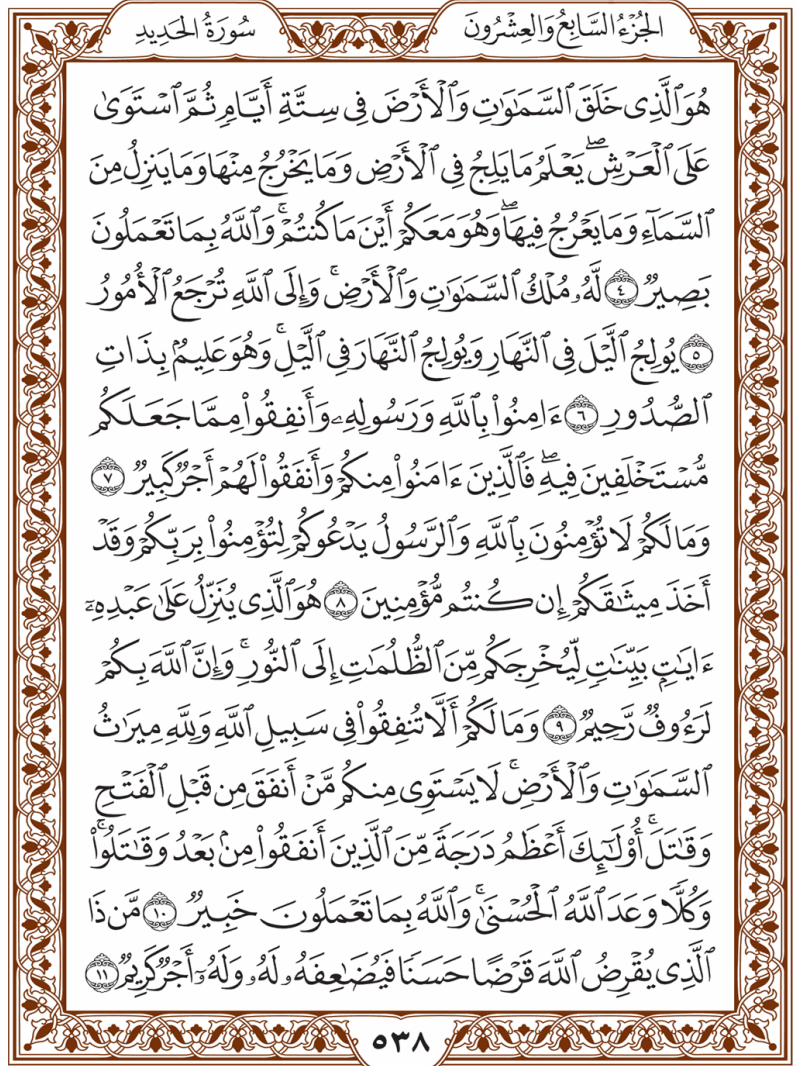 الجُزْءُ السَّابِعُ وَالعِشْرُونَ
سُورَةُ الحَدِيدِ
هُوَ ٱلَّذِى خَلَقَ ٱلسَّمَٰوَٰتِ وَٱلْأَرْضَ فِى سِتَّةِ أَيَّامٍ ثُمَّ ٱسْتَوَىٰ
عَلَى ٱلْعَرْشِ ۖ يَعْلَمُ مَا يَلِجُ فِى ٱلْأَرْضِ وَمَا يَخْرُجُ مِنْهَا وَمَا يَنزِلُ مِنَ
ٱلسَّمَآءِ وَمَا يَعْرُجُ فِيهَا ۖ وَهُوَ مَعَكُمْ أَيْنَ مَا كُنتُمْ ۚ وَٱللَّهُ بِمَا تَعْمَلُونَ
بَصِيرٌ ٤ لَّهُۥ مُلْكُ ٱلسَّمَٰوَٰتِ وَٱلْأَرْضِ ۚ وَإِلَى ٱللَّهِ تُرْجَعُ ٱلْأُمُورُ
٥ يُولِجُ ٱلَّيْلَ فِى ٱلنَّهَارِ وَيُولِجُ ٱلنَّهَارَ فِى ٱلَّيْلِ ۚ وَهُوَ عَلِيمٌۢ بِذَاتِ
ٱلصُّدُورِ ٦ ءَامِنُوا۟ بِٱللَّهِ وَرَسُولِهِۦ وَأَنفِقُوا۟ مِمَّا جَعَلَكُم
مُّسْتَخْلَفِينَ فِيهِ ۖ فَٱلَّذِينَ ءَامَنُوا۟ مِنكُمْ وَأَنفَقُوا۟ لَهُمْ أَجْرٌ كَبِيرٌ ٧
وَمَا لَكُمْ لَا تُؤْمِنُونَ بِٱللَّهِ وَٱلرَّسُولُ يَدْعُوكُمْ لِتُؤْمِنُوا۟ بِرَبِّكُمْ وَقَدْ
أَخَذَ مِيثَٰقَكُمْ إِن كُنتُم مُّؤْمِنِينَ ٨ هُوَ ٱلَّذِى يُنَزِّلُ عَلَىٰ عَبْدِهِۦٓ
ءَايَٰتٍۭ بَيِّنَٰتٍ لِّيُخْرِجَكُم مِّنَ ٱلظُّلُمَٰتِ إِلَى ٱلنُّورِ ۚ وَإِنَّ ٱللَّهَ بِكُمْ
لَرَءُوفٌ رَّحِيمٌ ٩ وَمَا لَكُمْ أَلَّا تُنفِقُوا۟ فِى سَبِيلِ ٱللَّهِ وَلِلَّهِ مِيرَٰثُ
ٱلسَّمَٰوَٰتِ وَٱلْأَرْضِ ۚ لَا يَسْتَوِى مِنكُم مَّنْ أَنفَقَ مِن قَبْلِ ٱلْفَتْحِ
وَقَٰتَلَ ۚ أُو۟لَٰٓئِكَ أَعْظَمُ دَرَجَةً مِّنَ ٱلَّذِينَ أَنفَقُوا۟ مِنۢ بَعْدُ وَقَٰتَلُوا۟ ۚ
وَكُلًّا وَعَدَ ٱللَّهُ ٱلْحُسْنَىٰ ۚ وَٱللَّهُ بِمَا تَعْمَلُونَ خَبِيرٌ ١٠ مَّن ذَا
ٱلَّذِى يُقْرِضُ ٱللَّهَ قَرْضًا حَسَنًا فَيُضَٰعِفَهُۥ لَهُۥ وَلَهُۥٓ أَجْرٌ كَرِيمٌ ١١
٥٣٨